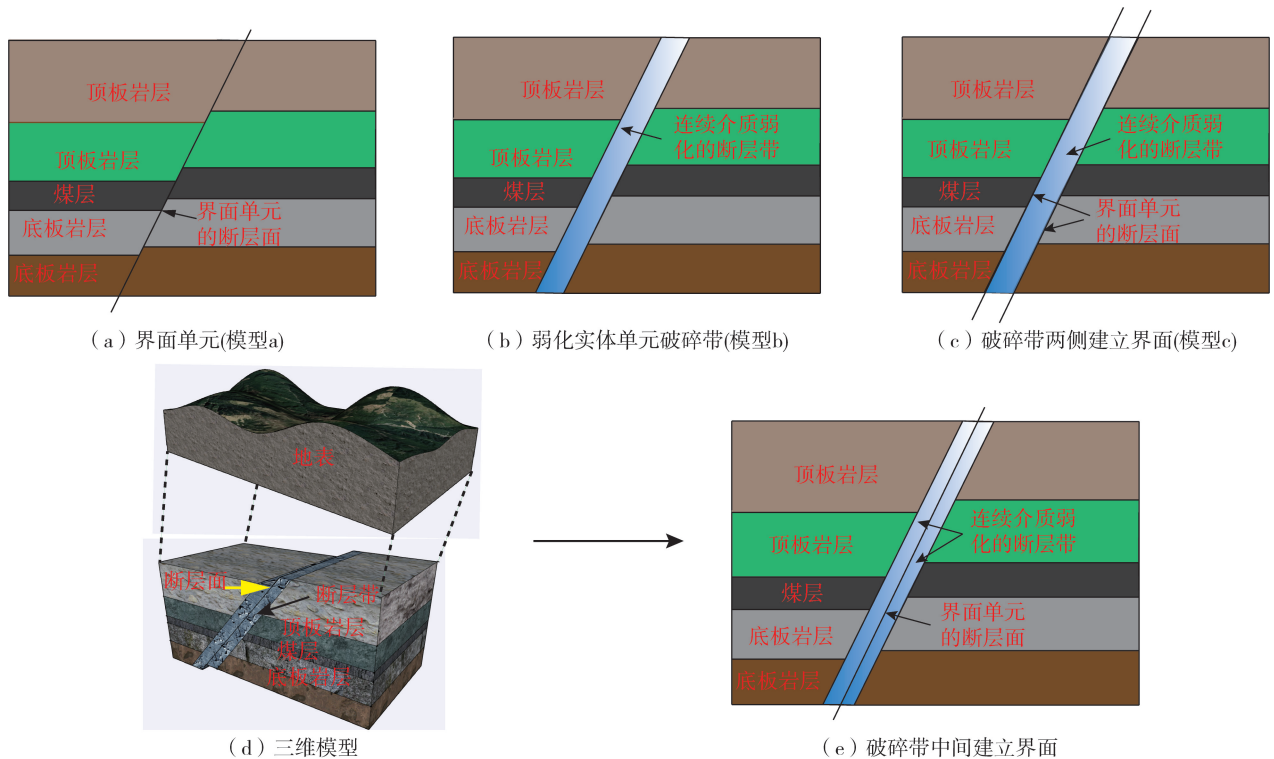 顶板岩层
顶板岩层
煤层
底板岩层
底板岩层
界面单元
的断层面
(a)界面单元(模型a)
顶板岩层
连续介质弱
化的断层带
顶板岩层
煤层
底板岩层
底板岩层
(b)弱化实体单元破碎带(模型b)
顶板岩层
连续介质弱
化的断层带
顶板岩层
煤层
界面单元
的断层面
底板岩层
底板岩层
(c)破碎带两侧建立界面(模型c)
地表
断层面
断层带
顶板岩层
煤层
底板岩层
(d)三维模型
顶板岩层
连续介质弱
化的断层带
顶板岩层
煤层
界面单元
的断层面
底板岩层
底板岩层
(e)破碎带中间建立界面